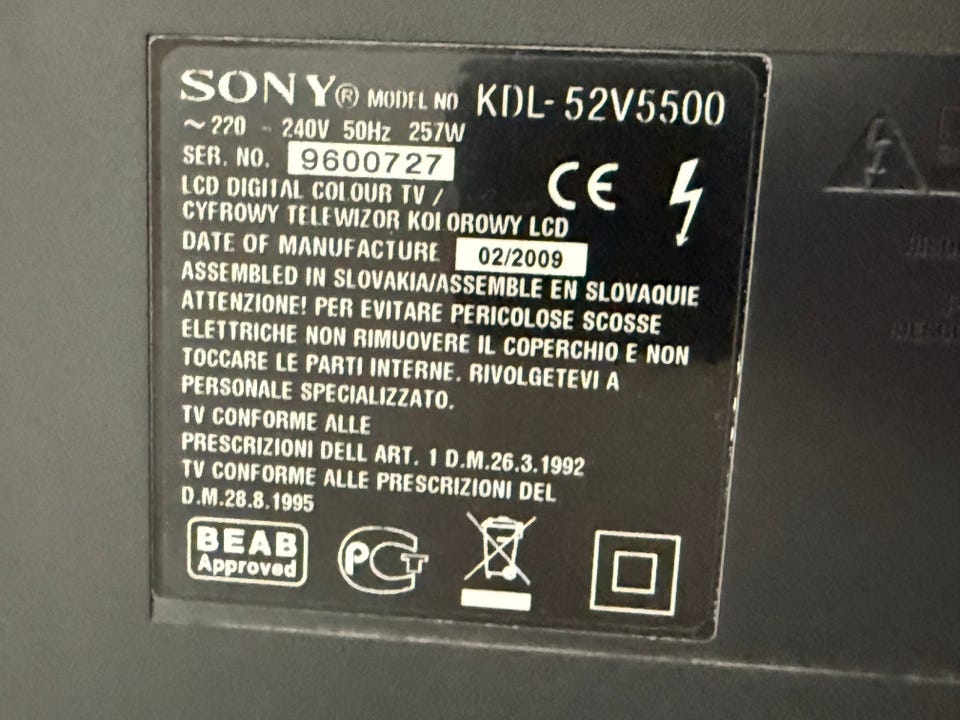 SONY® MODEL NO KDL-52V5500
~220 - 240V 50Hz 257W
SER. NO. 9600727
LCD DIGITAL COLOUR TV /
CYFROWY TELEWIZOR KOLOROWY LCD
DATE OF MANUFACTURE 02/2009
ASSEMBLED IN SLOVAKIA/ASSEMBLE EN SLOVAQUIE
ATTENZIONE! PER EVITARE PERICOLOSE SCOSSE
ELETTRICHE NON RIMUOVERE IL COPERCHIO E NON
TOCCARE LE PARTI INTERNE. RIVOLGETEVI A
PERSONALE SPECIALIZZATO.
TV CONFORME ALLE
PRESCRIZIONI DELL ART. 1 D.M.26.3.1992
TV CONFORME ALLE PRESCRIZIONI DEL
D.M.28.8.1995
CE
BEAB
Approved
PCT